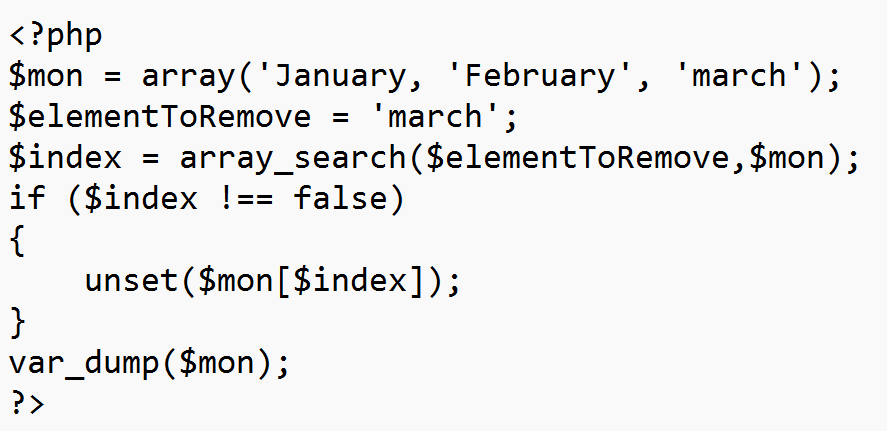 <?php
$mon = array('January, 'February', 'march');
$elementToRemove = 'march';
$index = array_search($elementToRemove,$mon);
if ($index !== false)
{
    unset($mon[$index]);
}
var_dump($mon);
?>